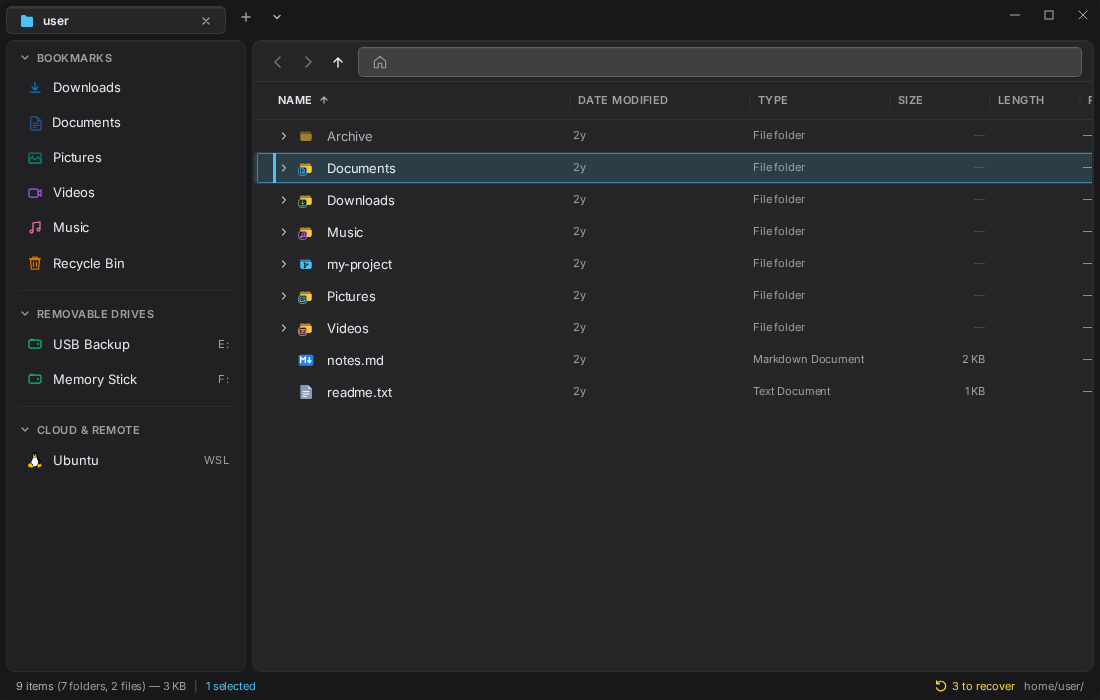 user
BOOKMARKS
Downloads
Documents
Pictures
Videos
Music
Recycle Bin
REMOVABLE DRIVES
USB Backup E:
Memory Stick F:
CLOUD & REMOTE
Ubuntu WSL
NAME DATE MODIFIED TYPE SIZE LENGTH
Archive 2y File folder —
Documents 2y File folder —
Downloads 2y File folder —
Music 2y File folder —
my-project 2y File folder —
Pictures 2y File folder —
Videos 2y File folder —
notes.md 2y Markdown Document 2 KB
readme.txt 2y Text Document 1 KB
9 items (7 folders, 2 files) — 3 KB | 1 selected
3 to recover home/user/